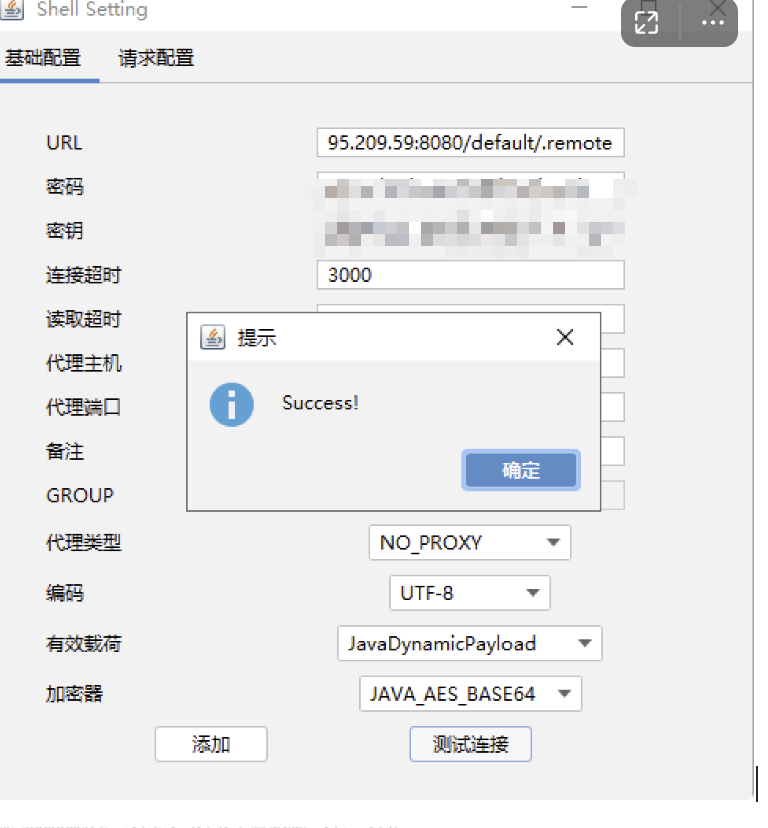 Shell Setting
基础配置 请求配置
URL 95.209.59:8080/default/.remote
密码
密钥
连接超时 3000
读取超时
代理主机
代理端口
备注
GROUP
提示
Success!
确定
代理类型 NO_PROXY
编码 UTF-8
有效载荷 JavaDynamicPayload
加密器 JAVA_AES_BASE64
添加 测试连接